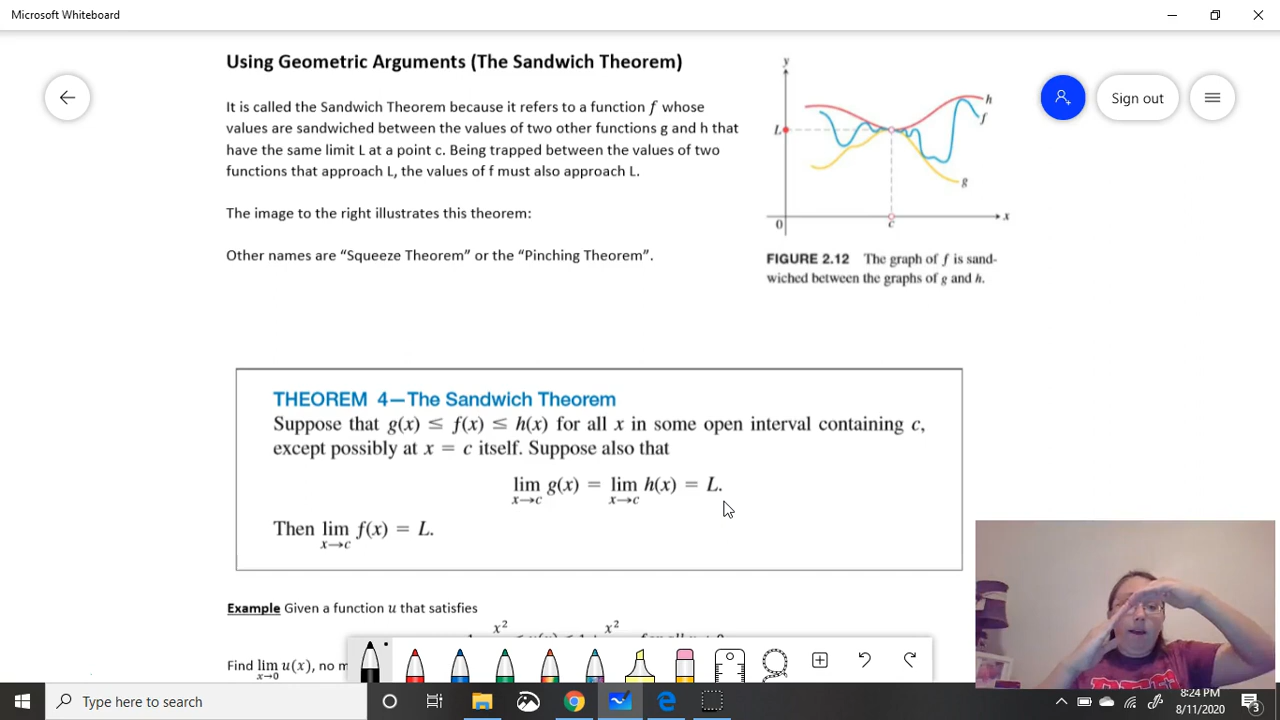 Microsoft Whiteboard
Using Geometric Arguments (The Sandwich Theorem)
It is called the Sandwich Theorem because it refers to a function f whose
values are sandwiched between the values of two other functions g and h that
have the same limit L at a point c. Being trapped between the values of two
functions that approach L, the values of f must also approach L.
The image to the right illustrates this theorem:
Other names are “Squeeze Theorem” or the “Pinching Theorem”.
y
h
f
L
g
0
c
x
FIGURE 2.12 The graph of f is sand-
wiched between the graphs of g and h.
Sign out
THEOREM 4—The Sandwich Theorem
Suppose that g(x) ≤ f(x) ≤ h(x) for all x in some open interval containing c,
except possibly at x = c itself. Suppose also that
lim g(x) = lim h(x) = L.
x→c x→c
Then lim f(x) = L.
x→c
Example Given a function u that satisfies
x² x²
Find lim u(x), no m
x→0
Type here to search
8:24 PM
8/11/2020
3